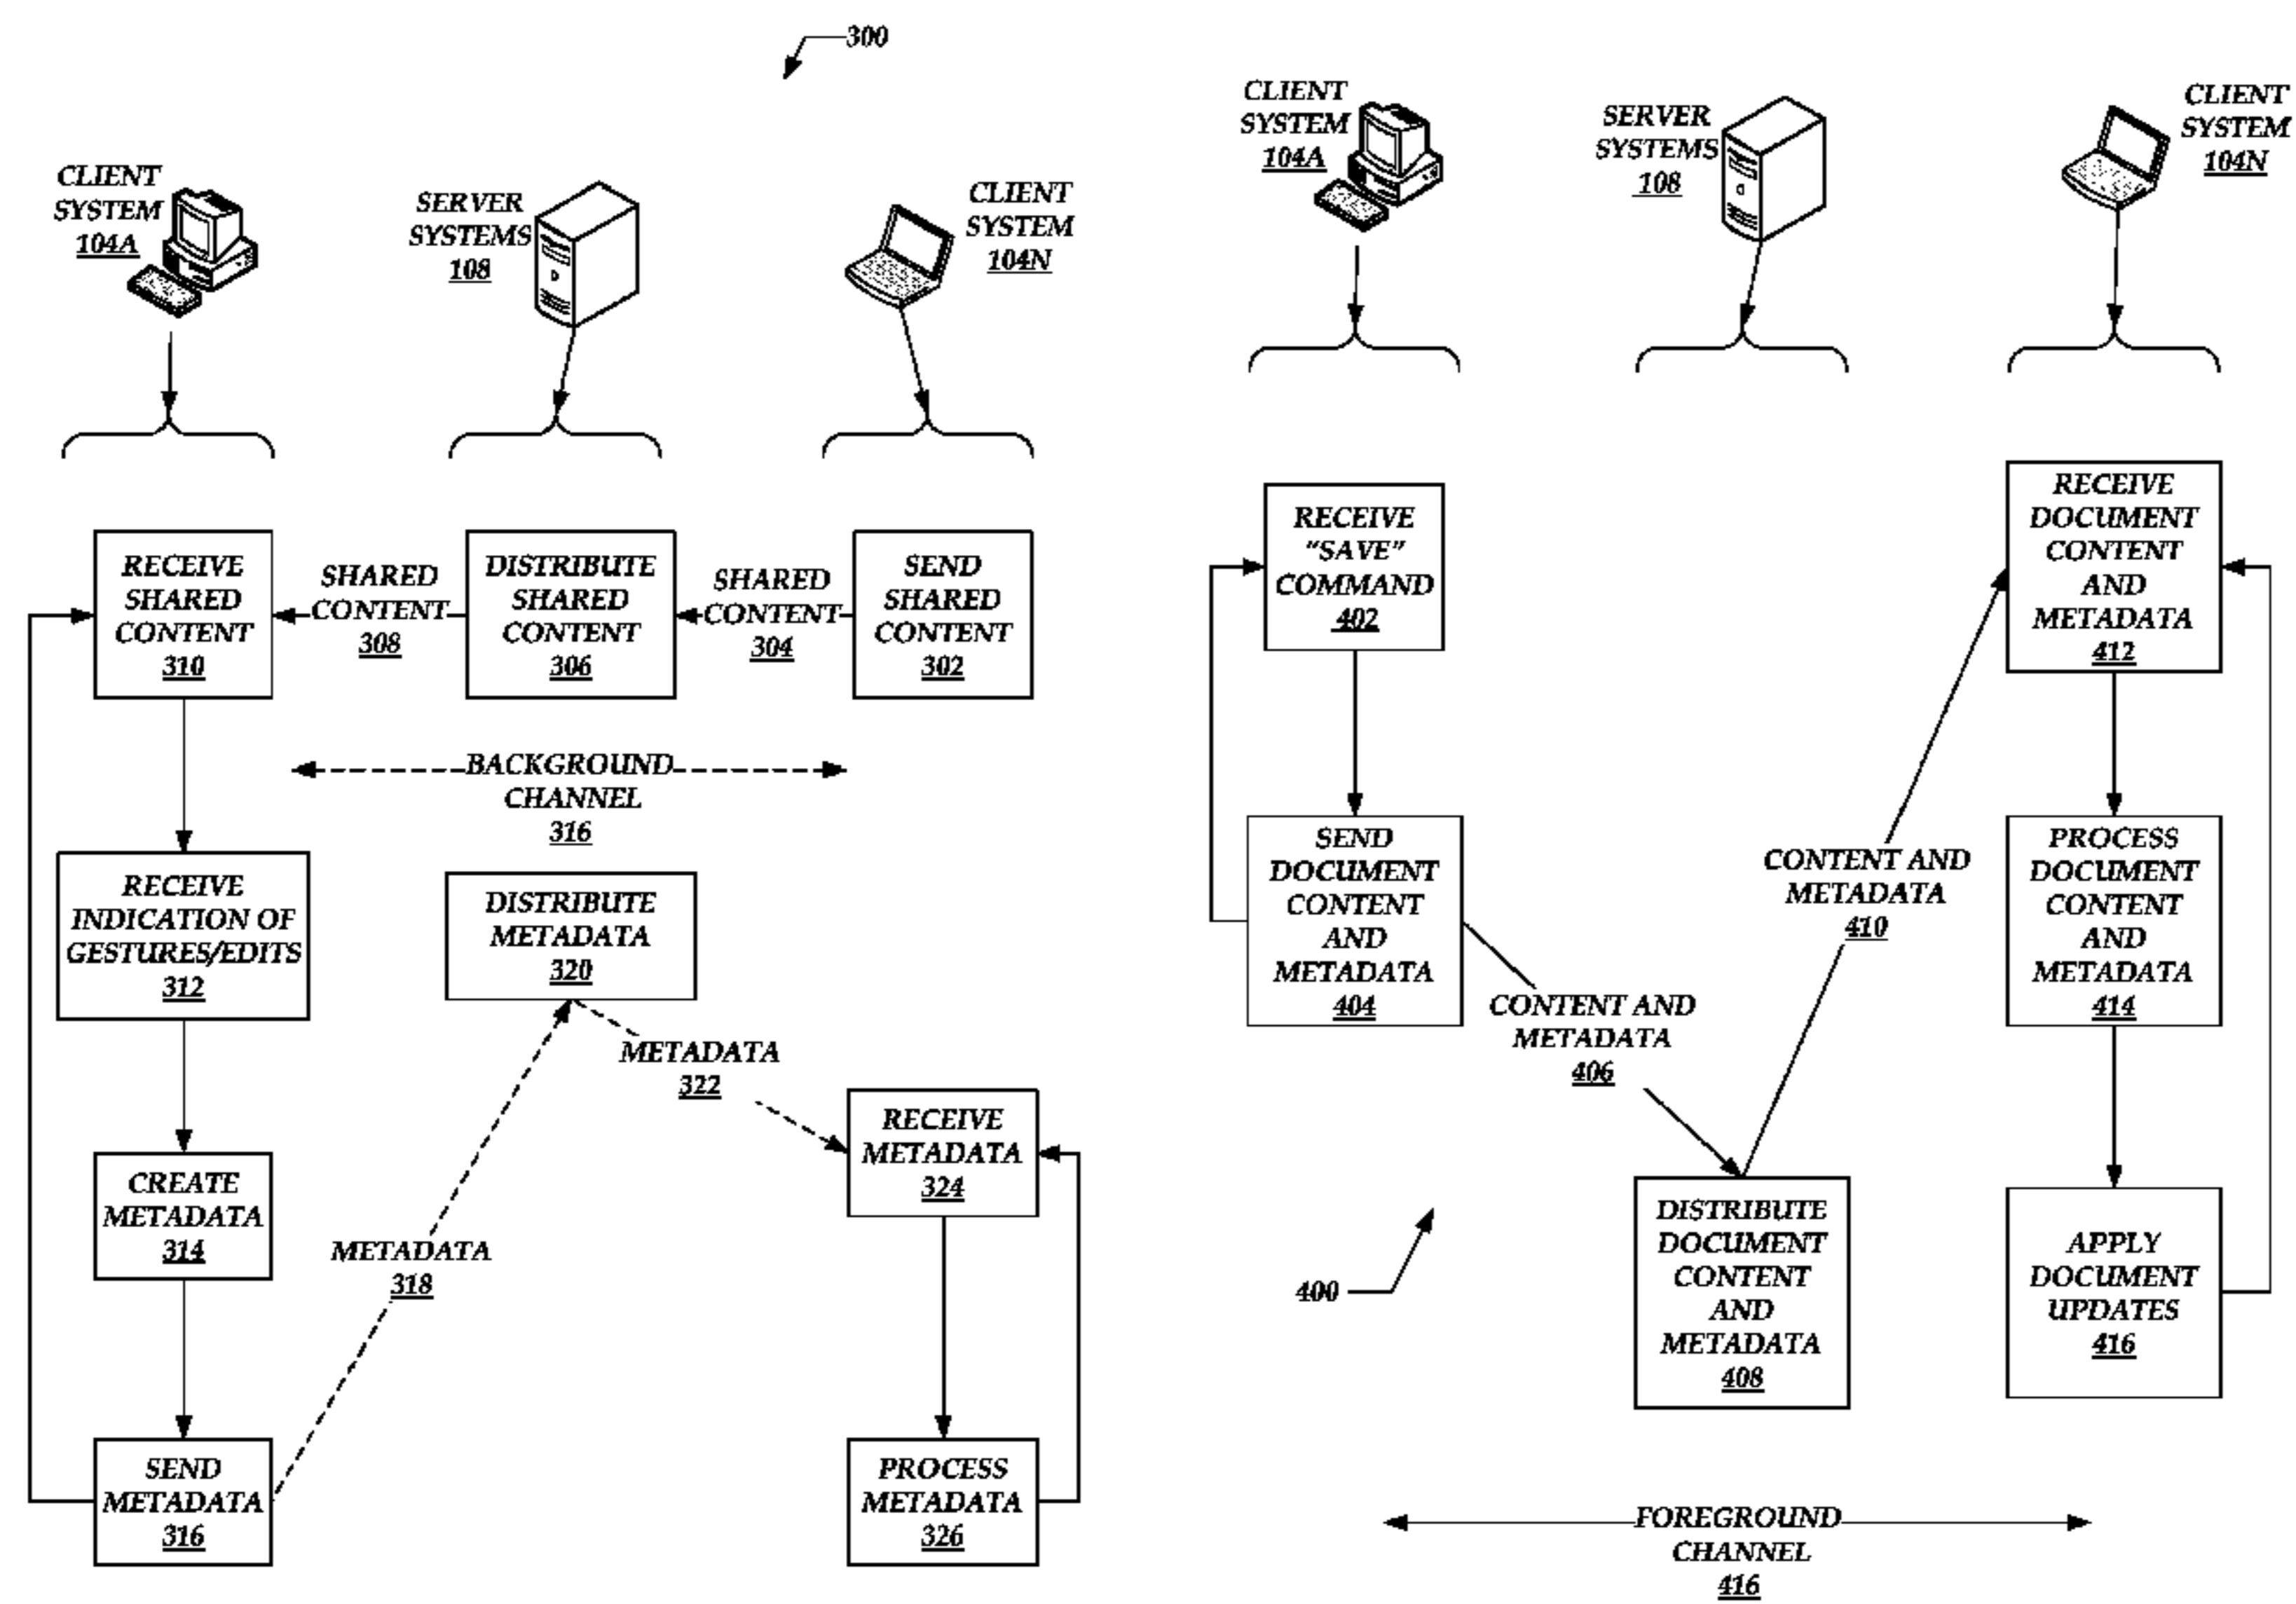 300
CLIENT
SYSTEM
104A
SERVER
SYSTEMS
108
CLIENT
SYSTEM
104N
RECEIVE
SHARED
CONTENT
310
SHARED
CONTENT
308
DISTRIBUTE
SHARED
CONTENT
306
SHARED
CONTENT
304
SEND
SHARED
CONTENT
302
BACKGROUND
CHANNEL
316
RECEIVE
INDICATION OF
GESTURES/EDITS
312
DISTRIBUTE
METADATA
320
METADATA
322
RECEIVE
METADATA
324
CREATE
METADATA
314
METADATA
318
SEND
METADATA
316
PROCESS
METADATA
326
CLIENT
SYSTEM
104A
SERVER
SYSTEMS
108
CLIENT
SYSTEM
104N
RECEIVE
"SAVE"
COMMAND
402
RECEIVE
DOCUMENT
CONTENT
AND
METADATA
412
SEND
DOCUMENT
CONTENT
AND
METADATA
404
CONTENT AND
METADATA
406
CONTENT AND
METADATA
410
PROCESS
DOCUMENT
CONTENT
AND
METADATA
414
400
DISTRIBUTE
DOCUMENT
CONTENT
AND
METADATA
408
APPLY
DOCUMENT
UPDATES
416
FOREGROUND
CHANNEL
416